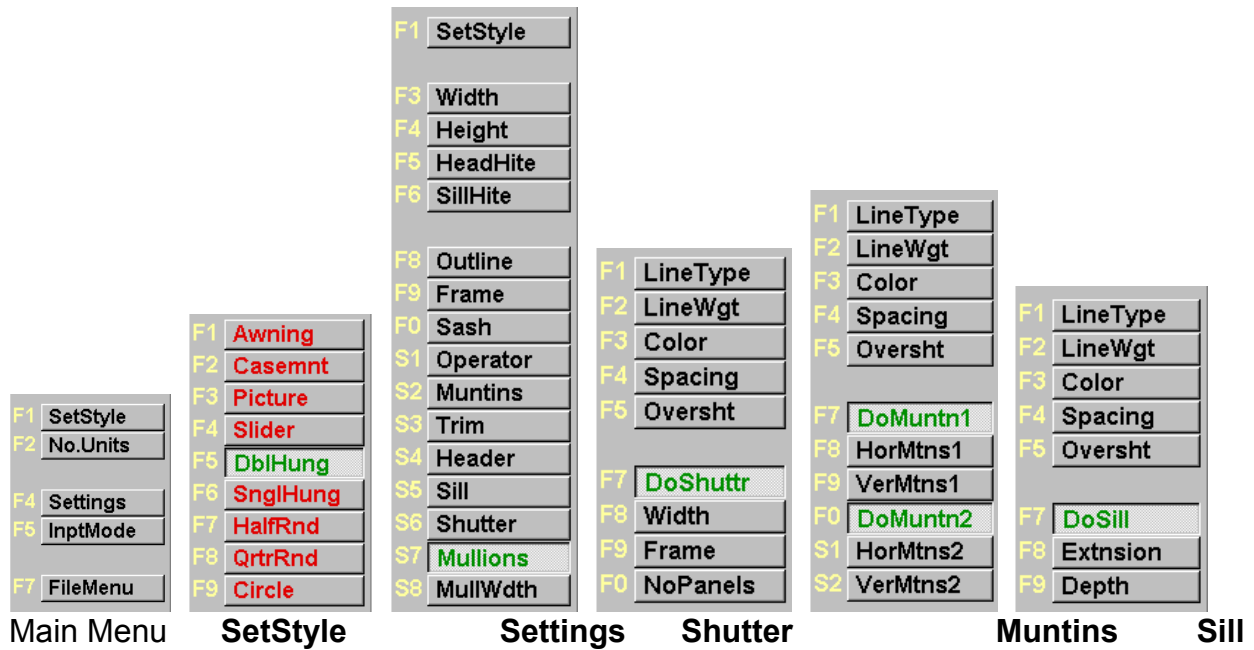 F1 SetStyle
F2 No.Units
F4 Settings
F5 InptMode
F7 FileMenu
Main Menu
F1 Awning
F2 Casemnt
F3 Picture
F4 Slider
F5 DblHung
F6 SnglHung
F7 HalfRnd
F8 QrtrRnd
F9 Circle
SetStyle
F1 SetStyle
F3 Width
F4 Height
F5 HeadHite
F6 SillHite
F8 Outline
F9 Frame
F0 Sash
S1 Operator
S2 Muntins
S3 Trim
S4 Header
S5 Sill
S6 Shutter
S7 Mullions
S8 MullWdth
Settings
F1 LineType
F2 LineWgt
F3 Color
F4 Spacing
F5 Oversht
F7 DoShuttr
F8 Width
F9 Frame
F0 NoPanels
Shutter
F1 LineType
F2 LineWgt
F3 Color
F4 Spacing
F5 Oversht
F7 DoMuntn1
F8 HorMtns1
F9 VerMtns1
F0 DoMuntn2
S1 HorMtns2
S2 VerMtns2
Muntins
F1 LineType
F2 LineWgt
F3 Color
F4 Spacing
F5 Oversht
F7 DoSill
F8 Extnsion
F9 Depth
Sill